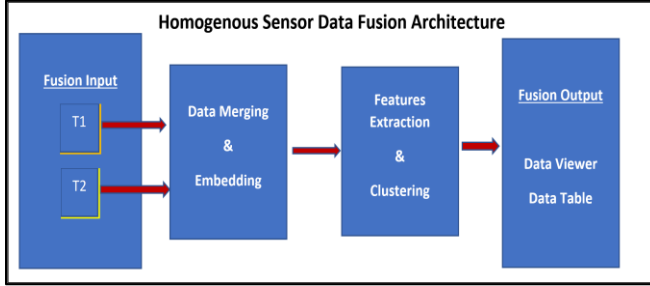 Homogenous Sensor Data Fusion Architecture
Fusion Input
T1
T2
Data Merging
&
Embedding
Features
Extraction
&
Clustering
Fusion Output
Data Viewer
Data Table